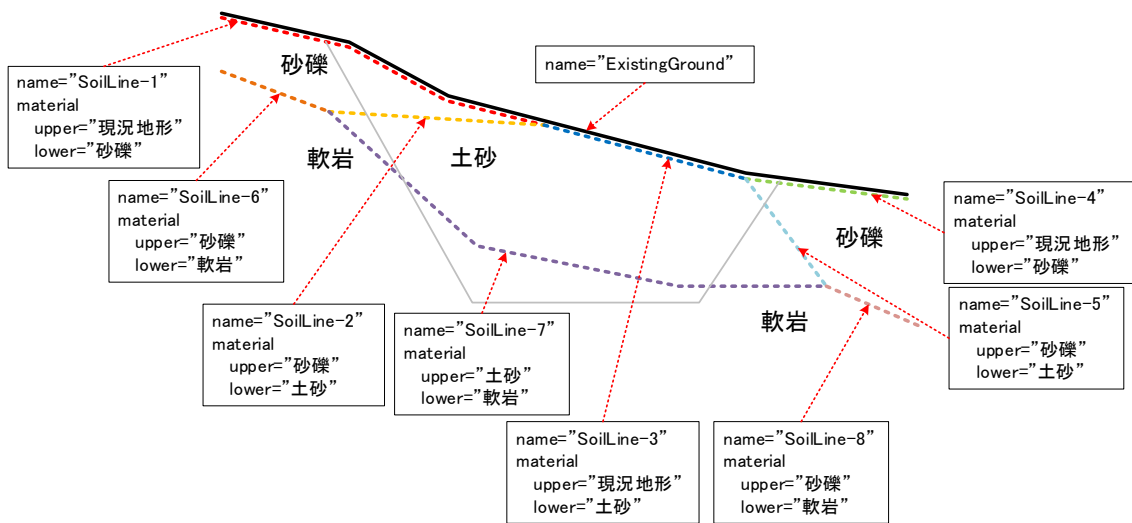 name="ExistingGround"
砂礫
name="SoilLine-1"
material
upper="現況地形"
lower="砂礫"
軟岩
土砂
name="SoilLine-6"
material
upper="砂礫"
lower="軟岩"
name="SoilLine-4"
material
upper="現況地形"
lower="砂礫"
砂礫
軟岩
name="SoilLine-2"
material
upper="砂礫"
lower="土砂"
name="SoilLine-7"
material
upper="土砂"
lower="軟岩"
name="SoilLine-5"
material
upper="砂礫"
lower="土砂"
name="SoilLine-3"
material
upper="現況地形"
lower="土砂"
name="SoilLine-8"
material
upper="砂礫"
lower="軟岩"